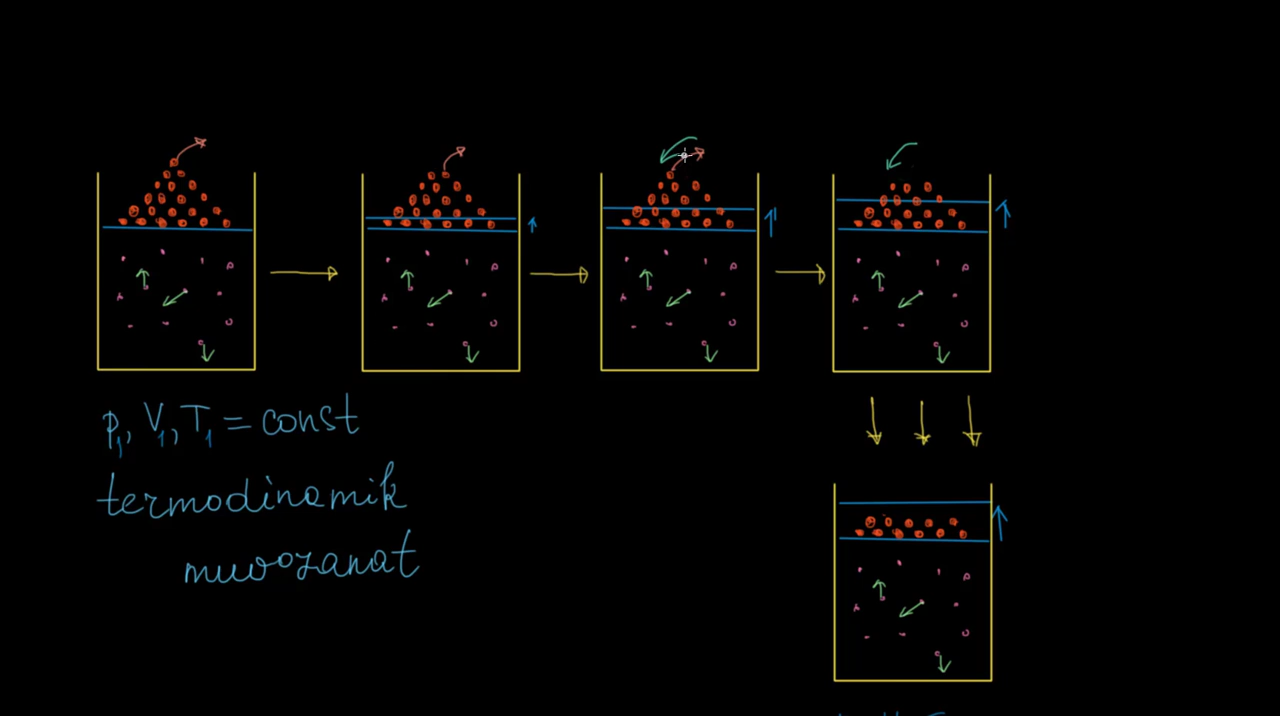 p₁, V₁, T₁ = const
termodinamik
muvozanat